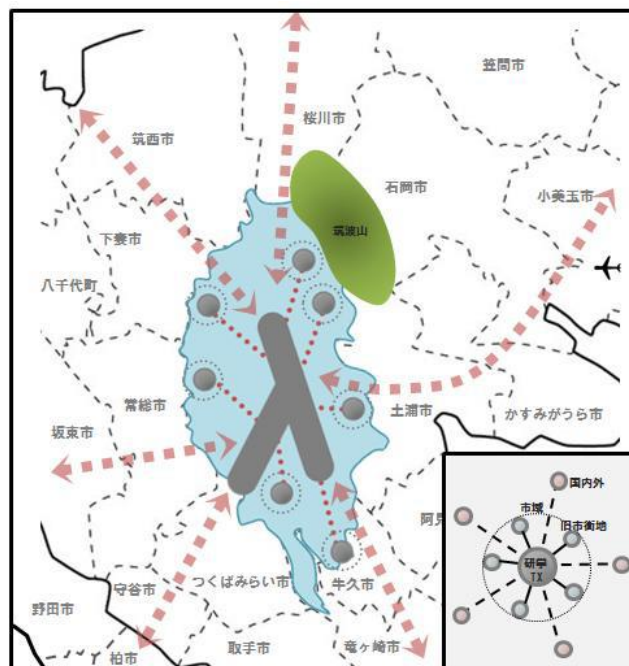 笠間市
桜川市
筑西市
石岡市
小美玉市
筑波山
下妻市
八千代町
常総市
土浦市
かすみがうら市
坂東市
国内外
市域
旧市街地
研學
TX
つくばみらい市
牛久市
守谷市
野田市
取手市
竜ヶ崎市
柏市